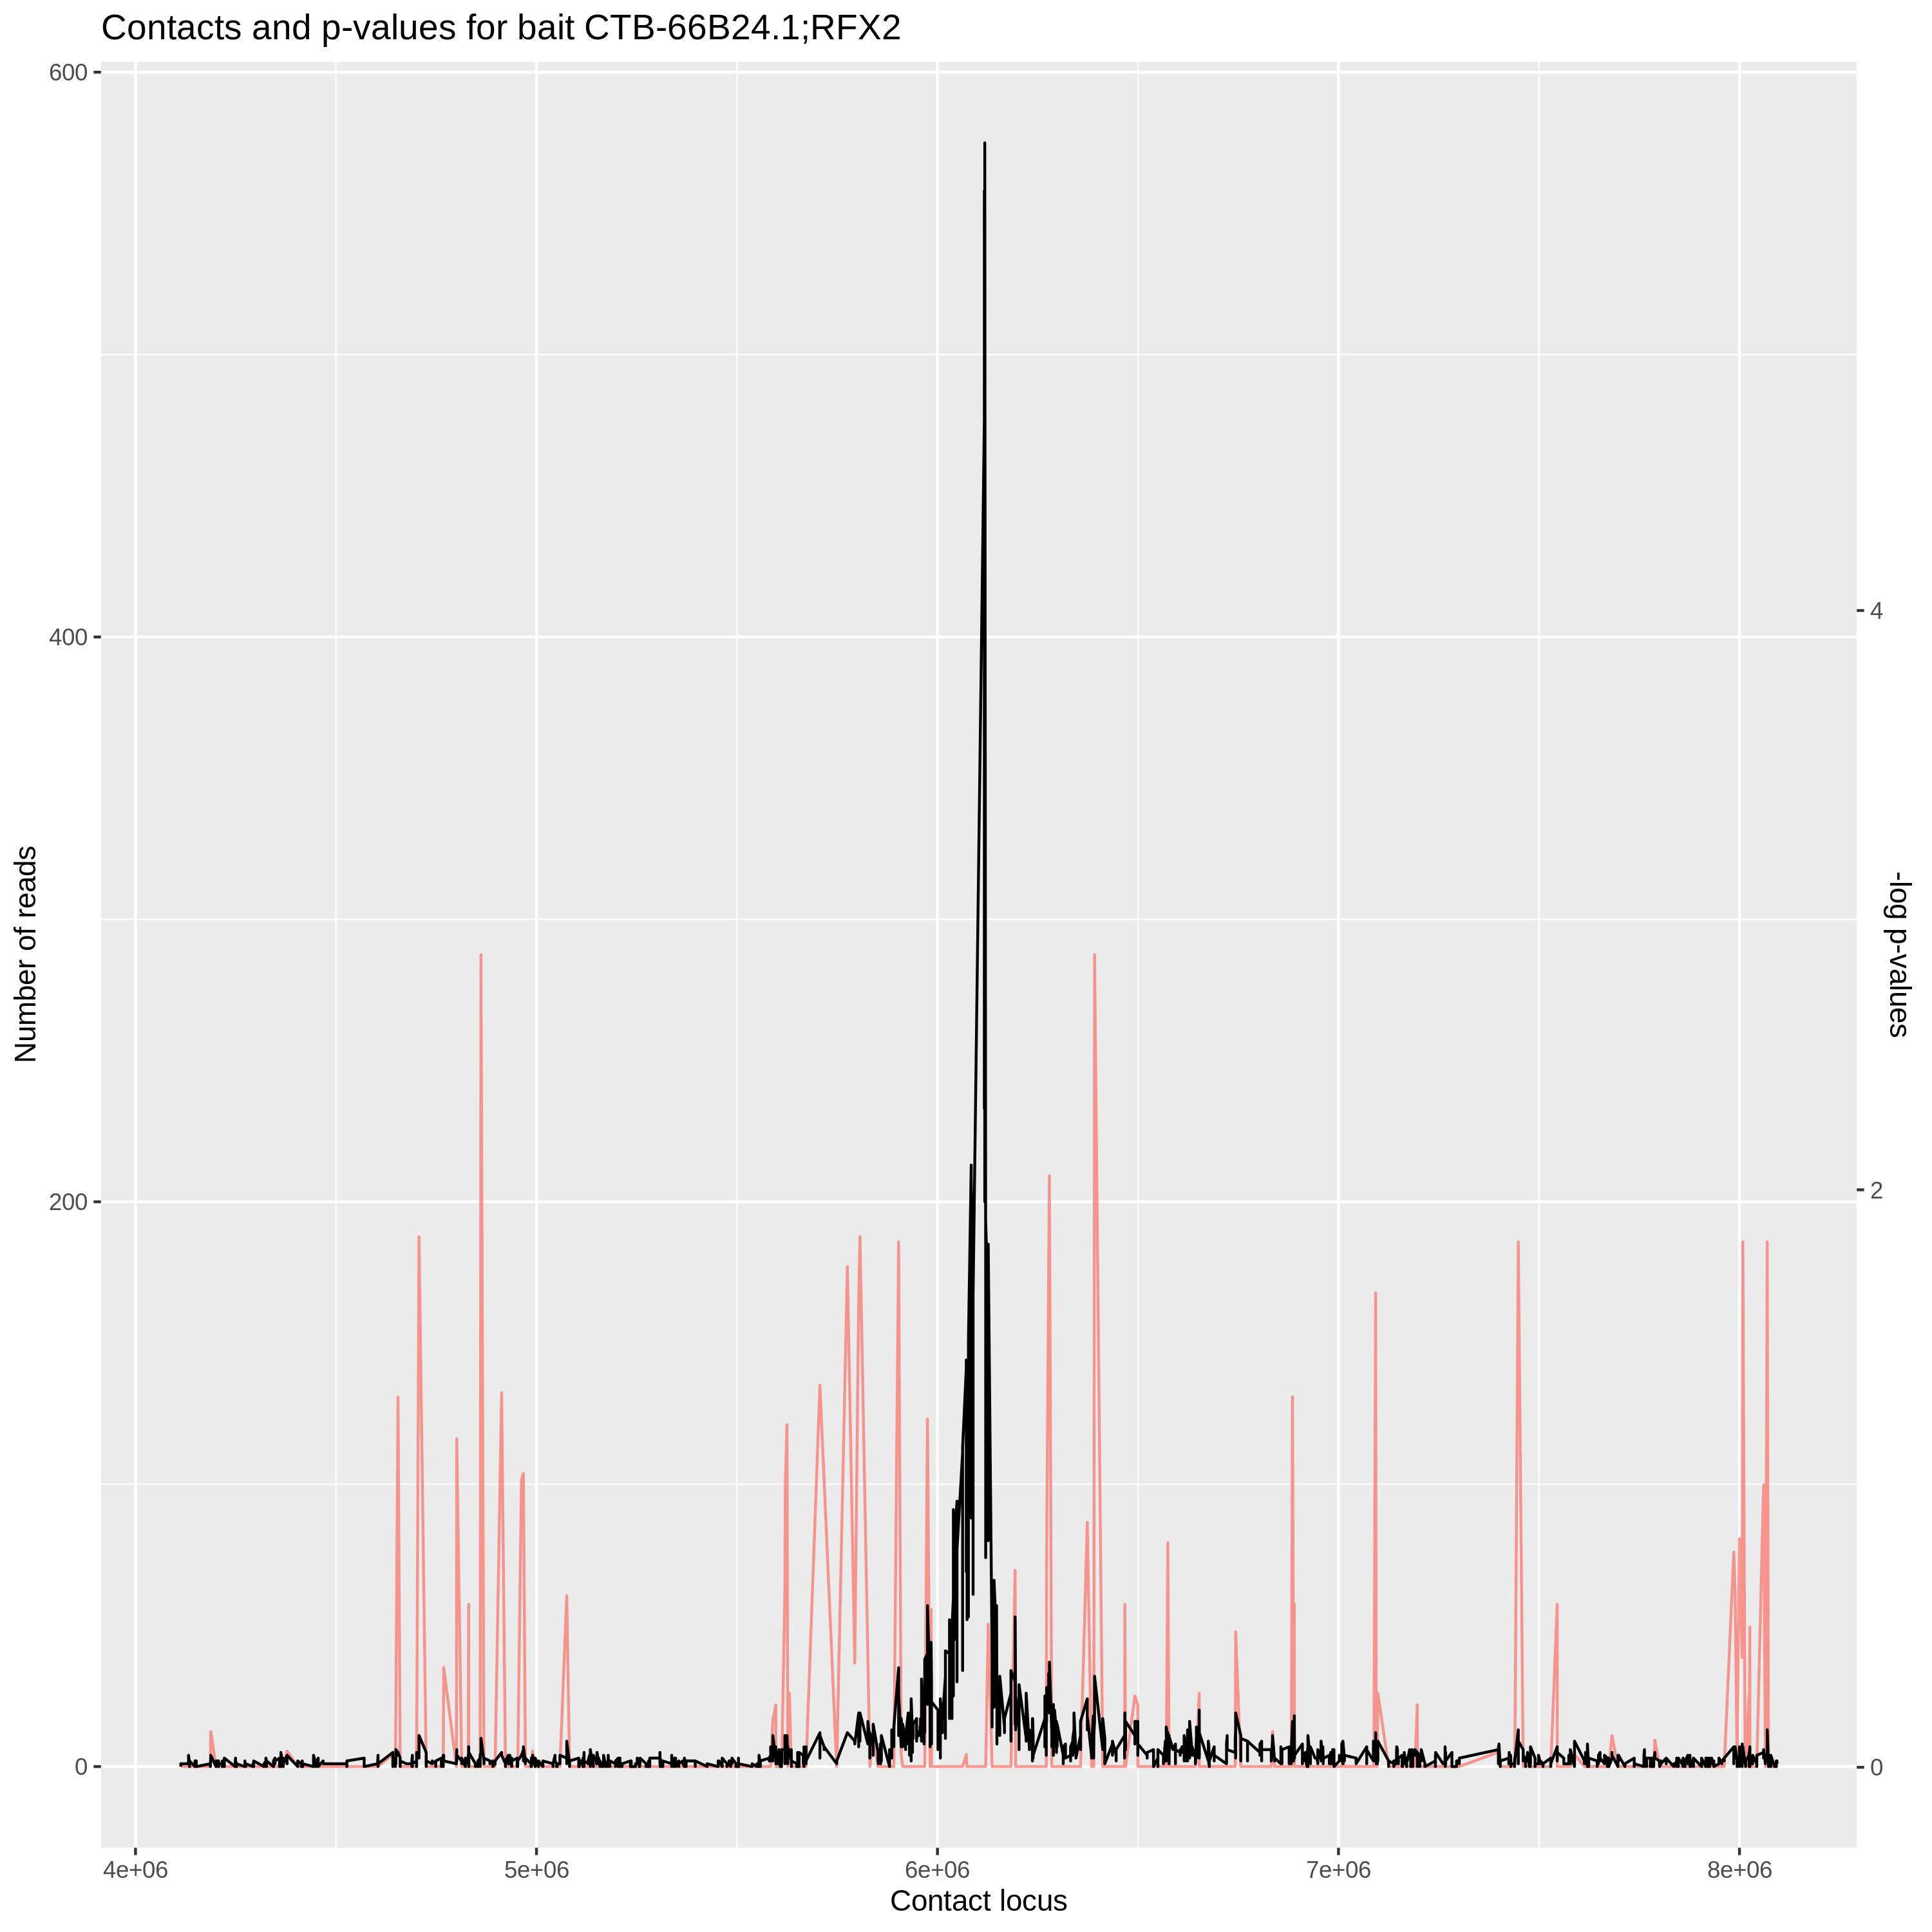 Contacts and p-values for bait CTB-66B24.1;RFX2
600
400
200
0
Number of reads
4
2
0
-log p-values
4e+06 5e+06 6e+06 7e+06 8e+06
Contact locus